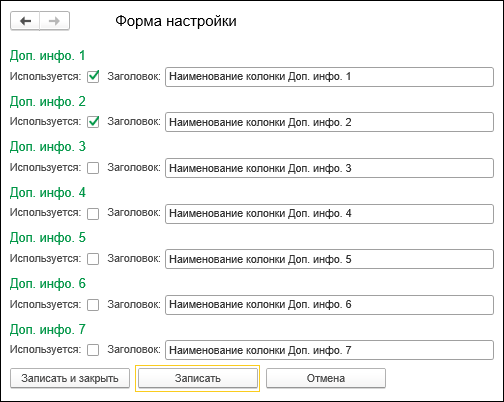 Форма настройки
Доп. инфо. 1
Используется: Заголовок: Наименование колонки Доп. инфо. 1
Доп. инфо. 2
Используется: Заголовок: Наименование колонки Доп. инфо. 2
Доп. инфо. 3
Используется: Заголовок: Наименование колонки Доп. инфо. 3
Доп. инфо. 4
Используется: Заголовок: Наименование колонки Доп. инфо. 4
Доп. инфо. 5
Используется: Заголовок: Наименование колонки Доп. инфо. 5
Доп. инфо. 6
Используется: Заголовок: Наименование колонки Доп. инфо. 6
Доп. инфо. 7
Используется: Заголовок: Наименование колонки Доп. инфо. 7
Записать и закрыть Записать Отмена